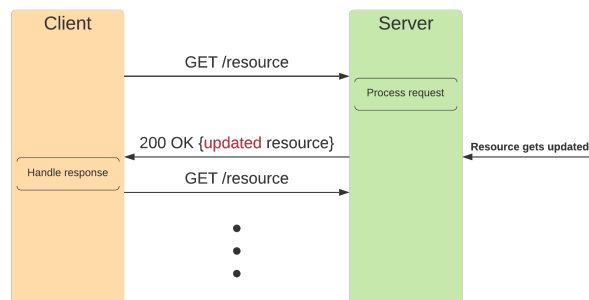 Client
Server
GET /resource
Process request
200 OK {updated resource}
Resource gets updated
Handle response
GET /resource